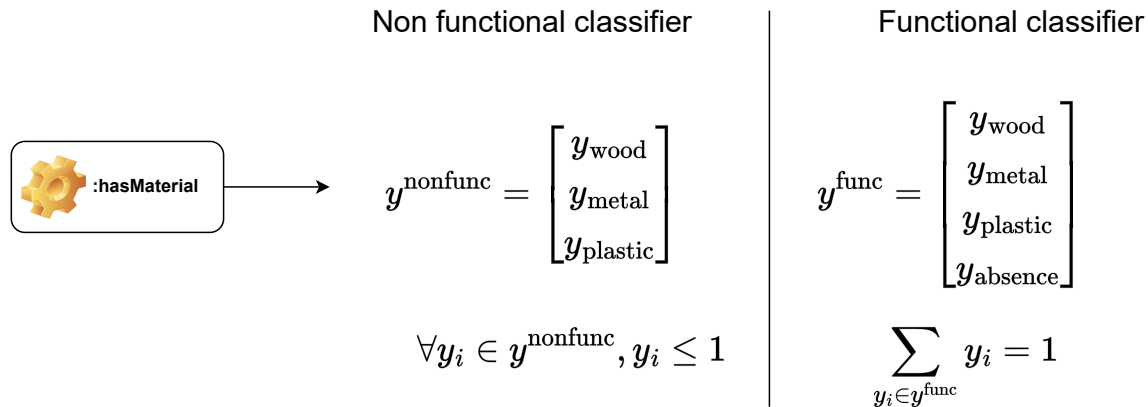 Non functional classifier
Functional classifier
:hasMaterial
y^nonfunc = [y_wood
y_metal
y_plastic]
∀y_i ∈ y^nonfunc, y_i ≤ 1
y^func = [y_wood
y_metal
y_plastic
y_absence]
∑_{y_i∈y^func} y_i = 1